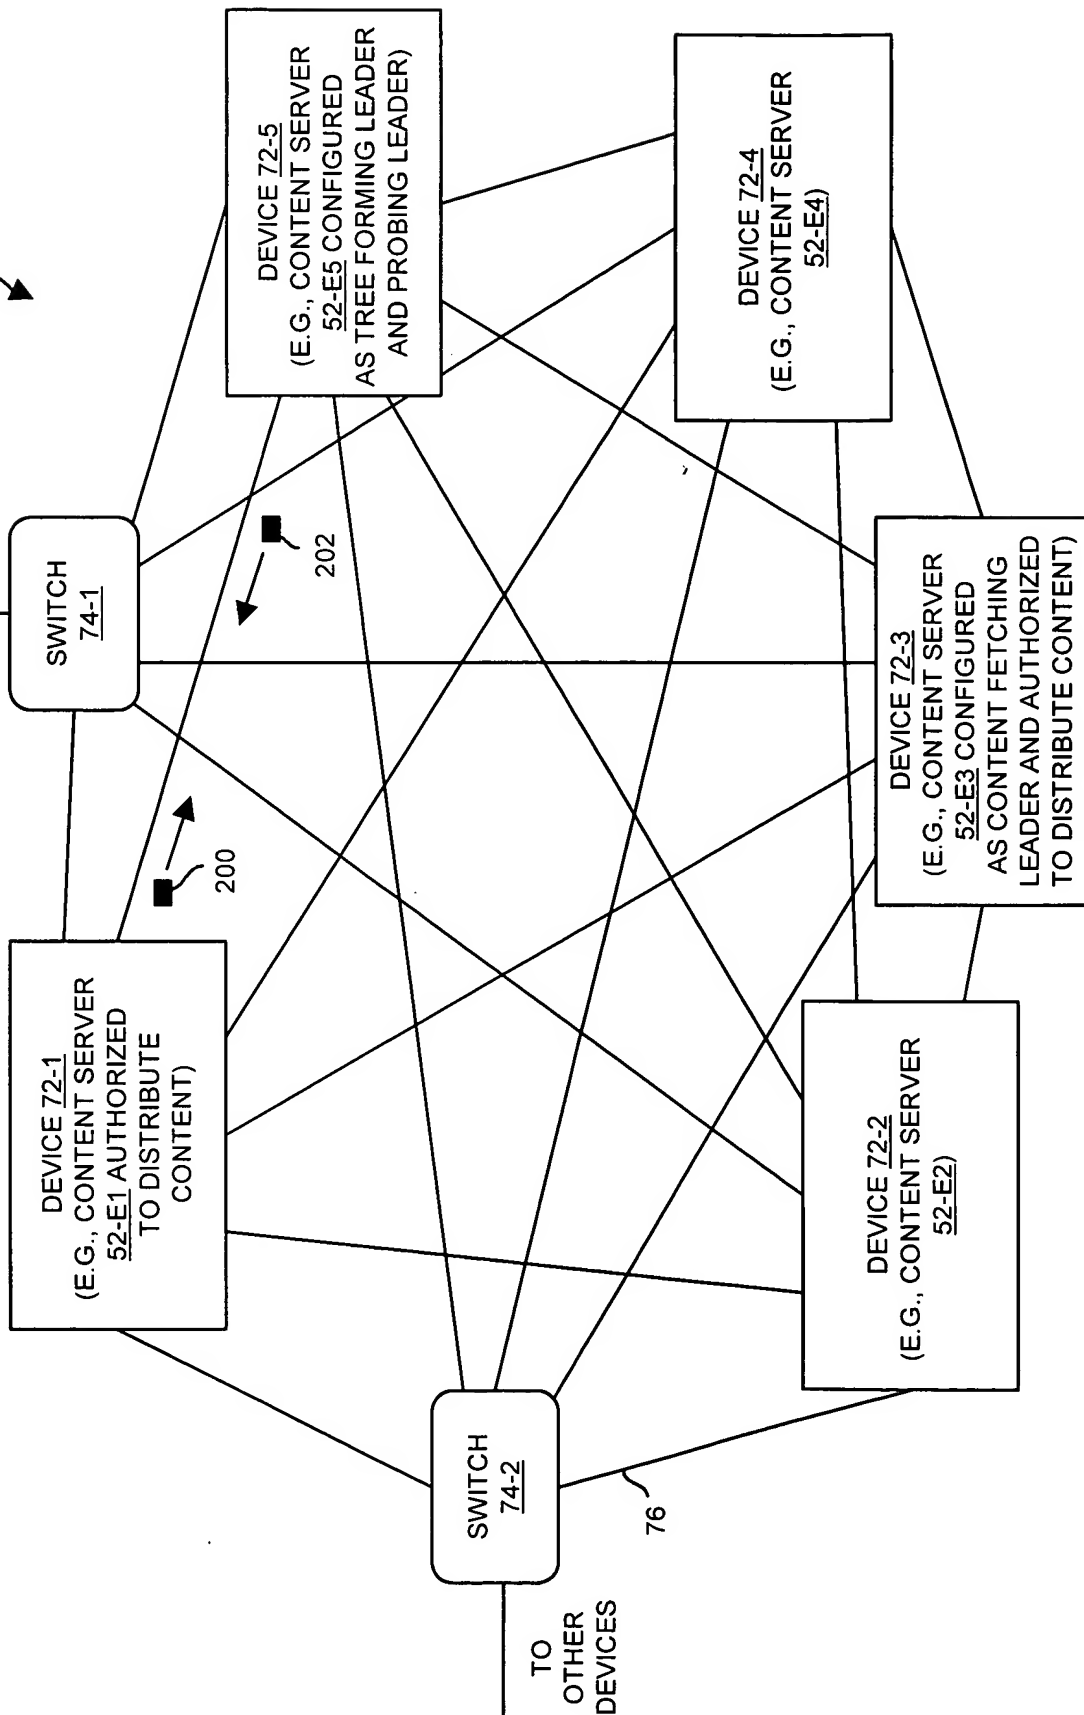 DEVICE 72-5
(E.G., CONTENT SERVER
52-E5 CONFIGURED
AS TREE FORMING LEADER
AND PROBING LEADER)
DEVICE 72-4
(E.G., CONTENT SERVER
52-E4)
SWITCH
74-1
202
200
DEVICE 72-1
(E.G., CONTENT SERVER
52-E1 AUTHORIZED
TO DISTRIBUTE
CONTENT)
DEVICE 72-3
(E.G., CONTENT SERVER
52-E3 CONFIGURED
AS CONTENT FETCHING
LEADER AND AUTHORIZED
TO DISTRIBUTE CONTENT)
DEVICE 72-2
(E.G., CONTENT SERVER
52-E2)
SWITCH
74-2
76
TO
OTHER
DEVICES